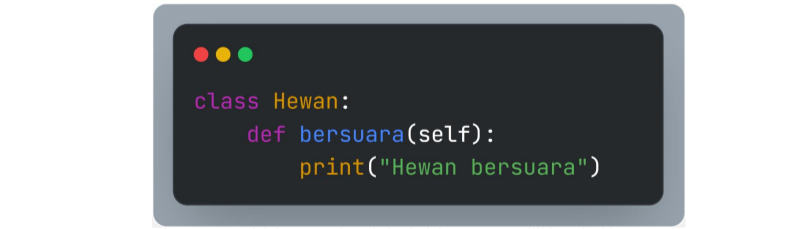 class Hewan:
    def bersuara(self):
        print("Hewan bersuara")